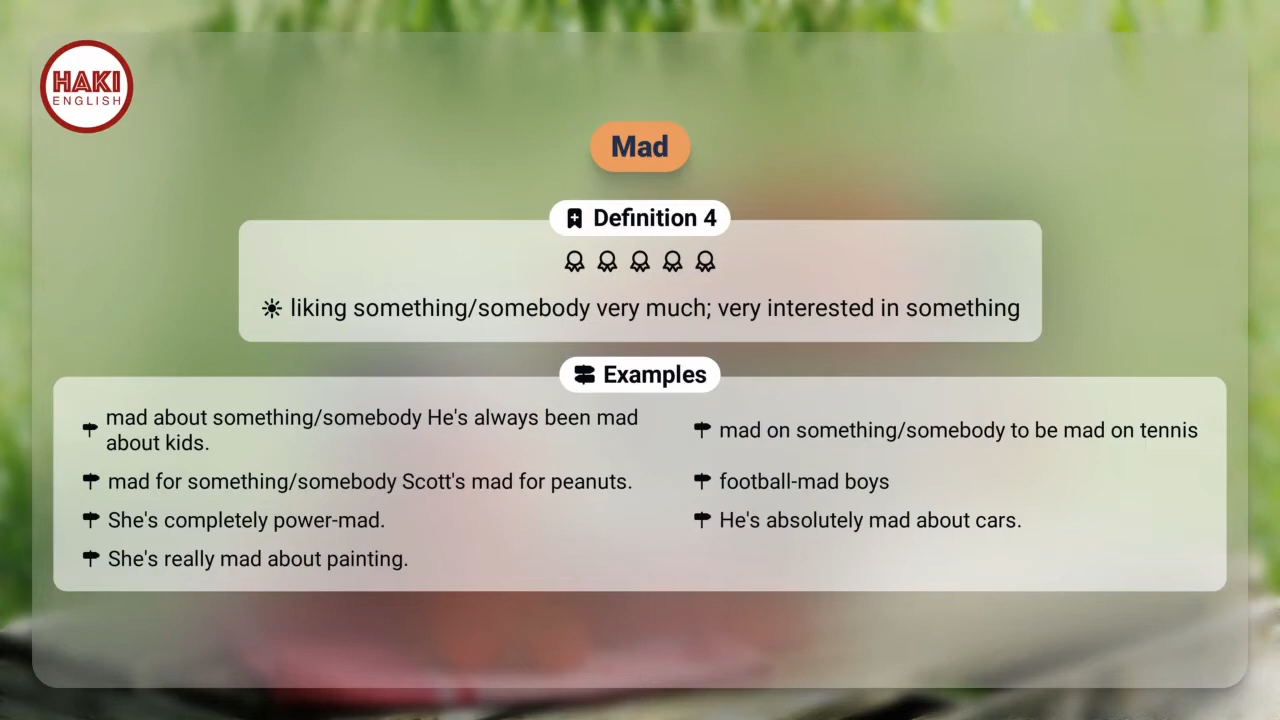 HAKI
ENGLISH
Mad
Definition 4
liking something/somebody very much; very interested in something
Examples
mad about something/somebody He's always been mad
about kids.
mad on something/somebody to be mad on tennis
mad for something/somebody Scott's mad for peanuts.
football-mad boys
She's completely power-mad.
He's absolutely mad about cars.
She's really mad about painting.